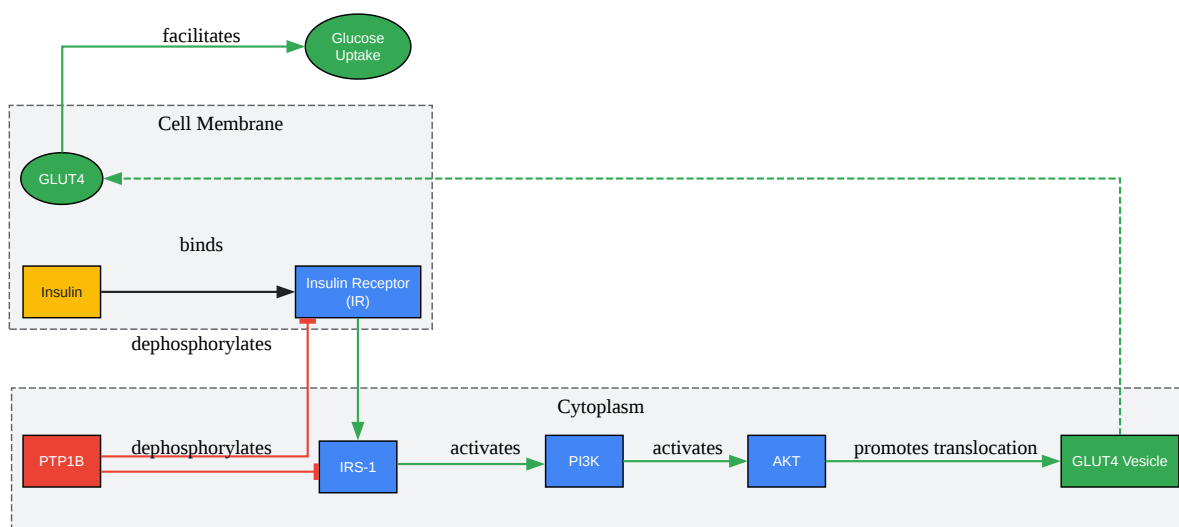 facilitates
Glucose
Uptake
Cell Membrane
GLUT4
binds
Insulin
Insulin Receptor
(IR)
dephosphorylates
Cytoplasm
PTP1B
dephosphorylates
IRS-1
activates
PI3K
activates
AKT
promotes translocation
GLUT4 Vesicle